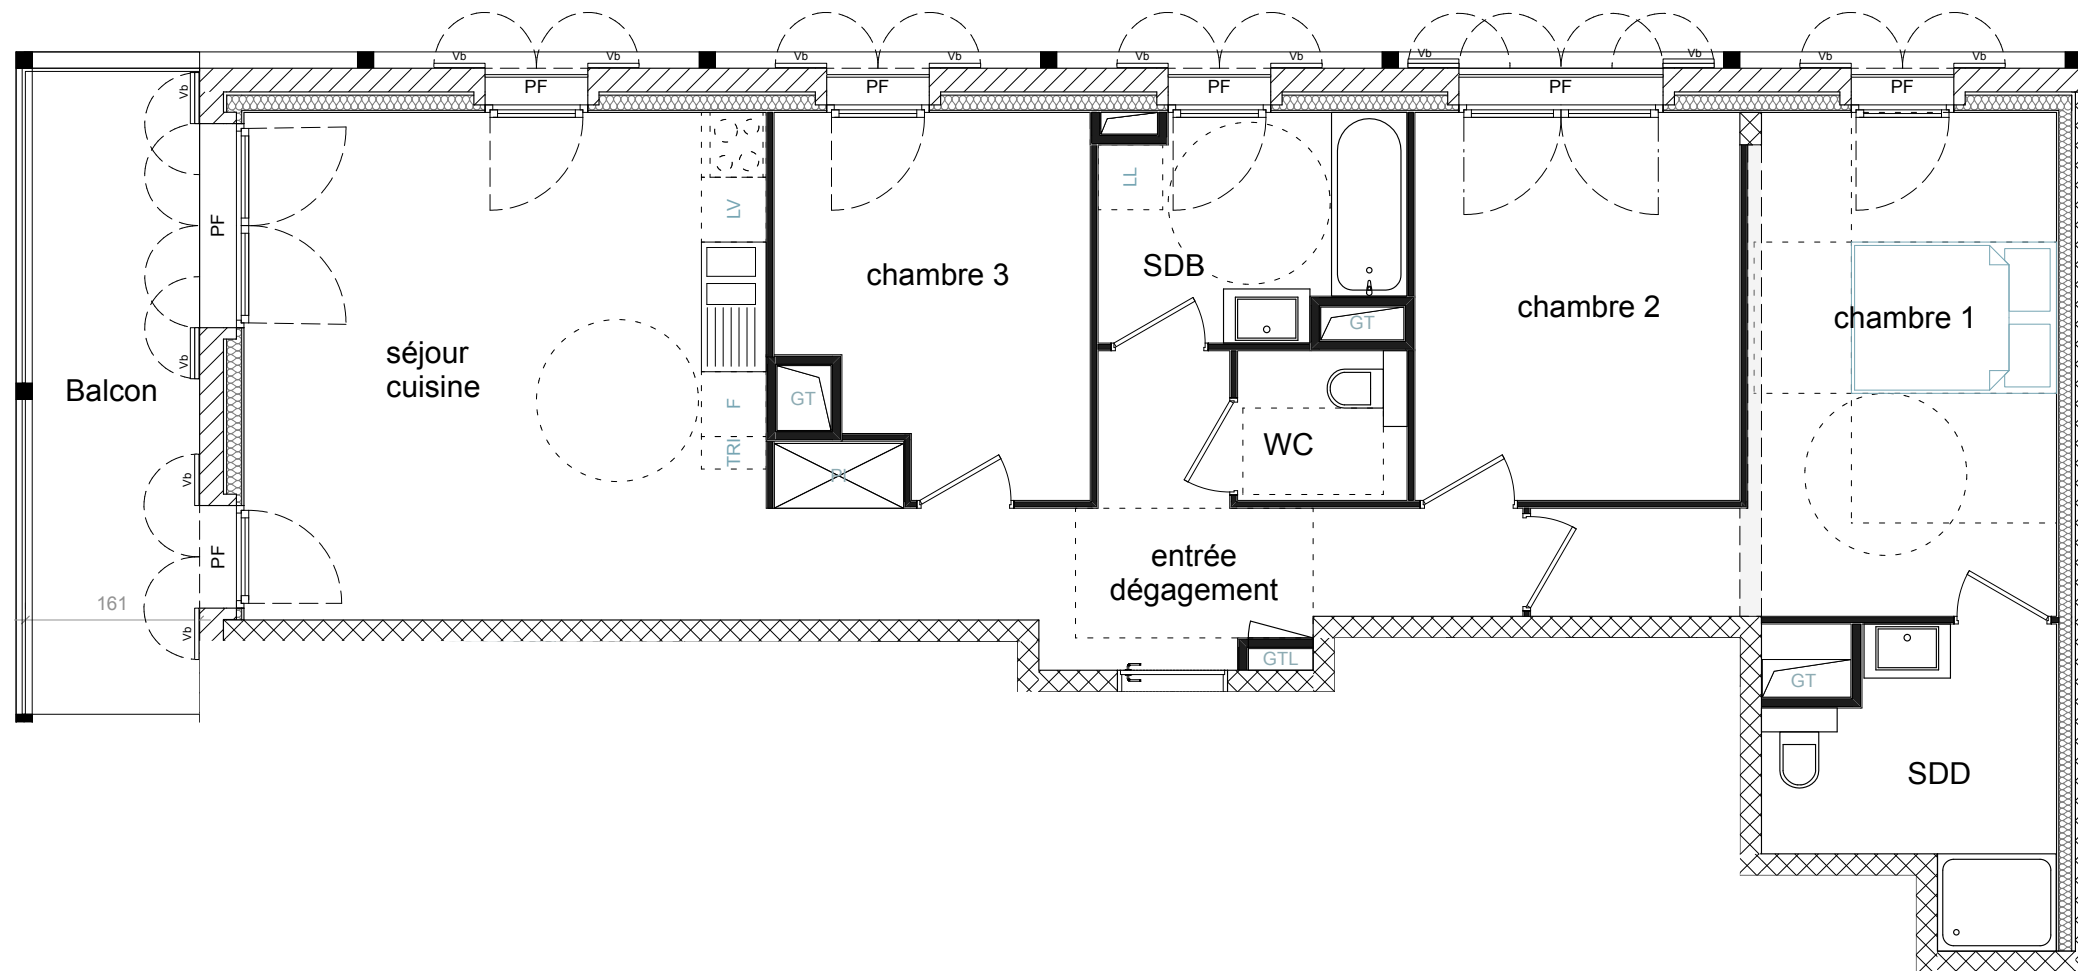 Vb
Vb
Vb
Vb
Vb
Vb
Vb
Vb
Vb
Vb
PF
PF
PF
PF
PF
Vb
PF
Vb
Vb
PF
Vb
Balcon
161
séjour
cuisine
LV
F
TRI
GT
PI
chambre 3
LL
SDB
GT
WC
chambre 2
chambre 1
entrée
dégagement
GTL
GT
SDD